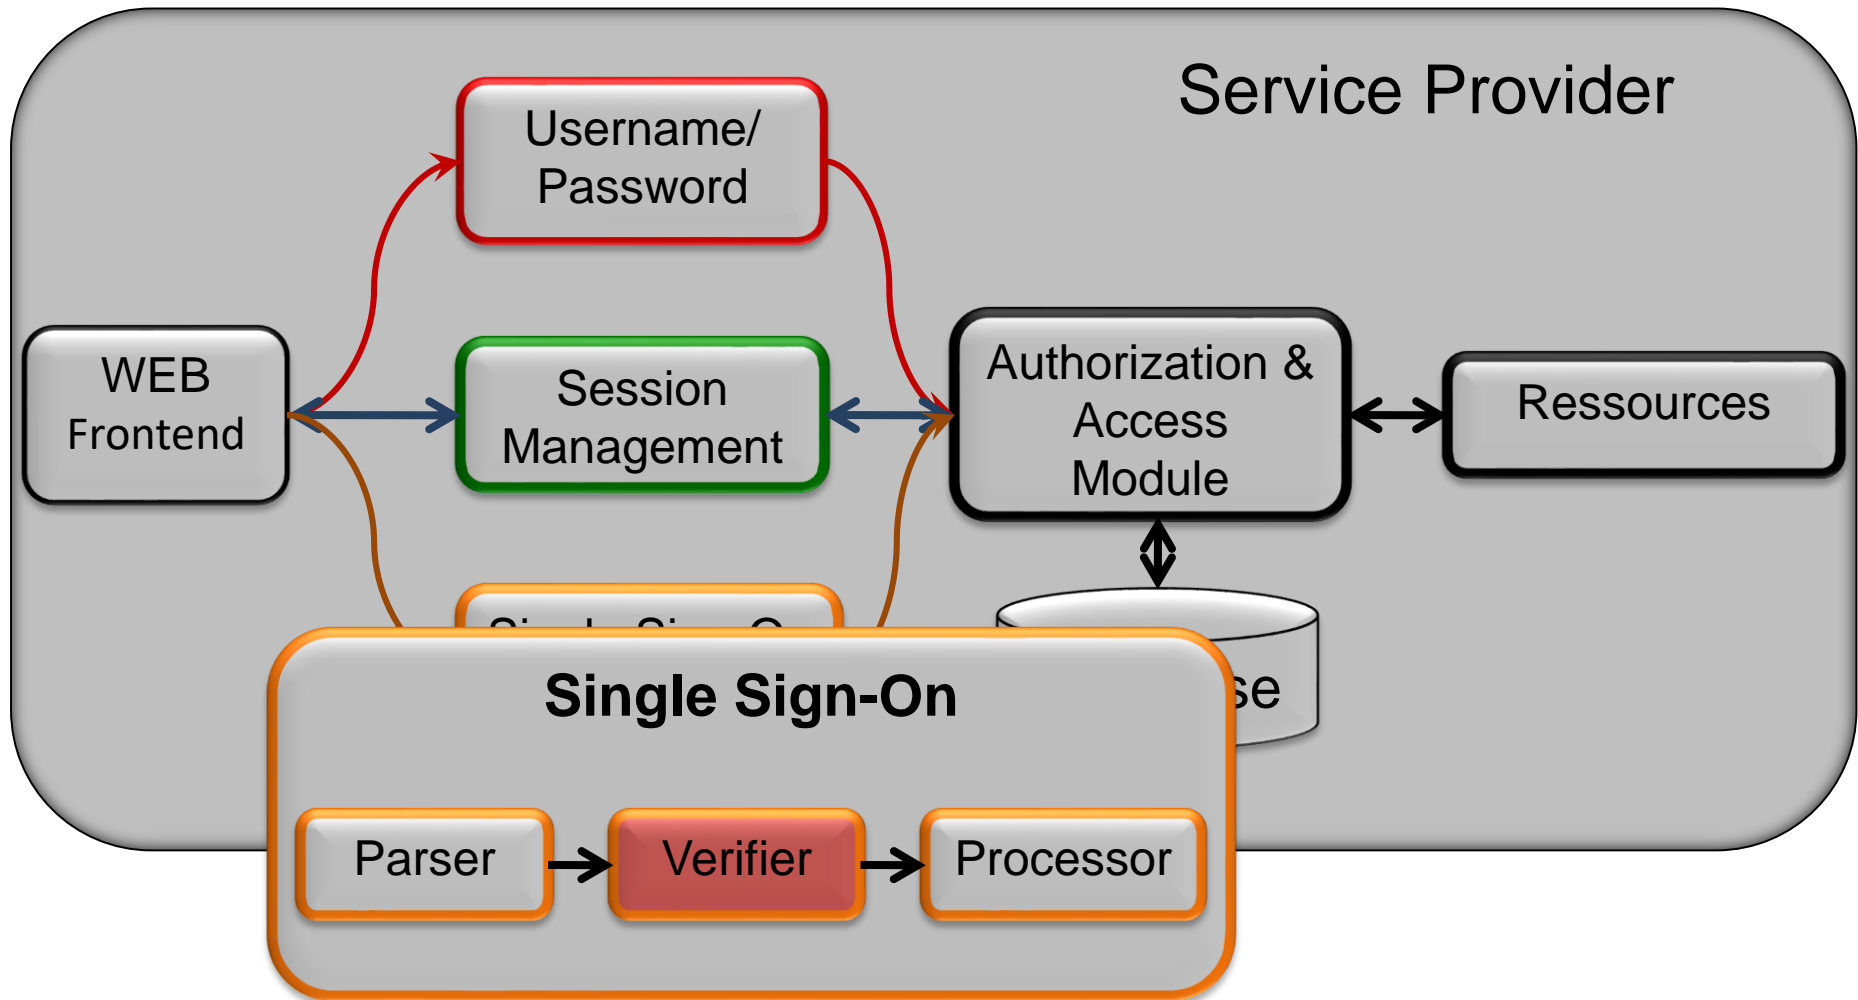 Service Provider
Username/
Password
WEB
Frontend
Session
Management
Authorization &
Access
Module
Ressources
Single Sign-On
Parser
Verifier
Processor